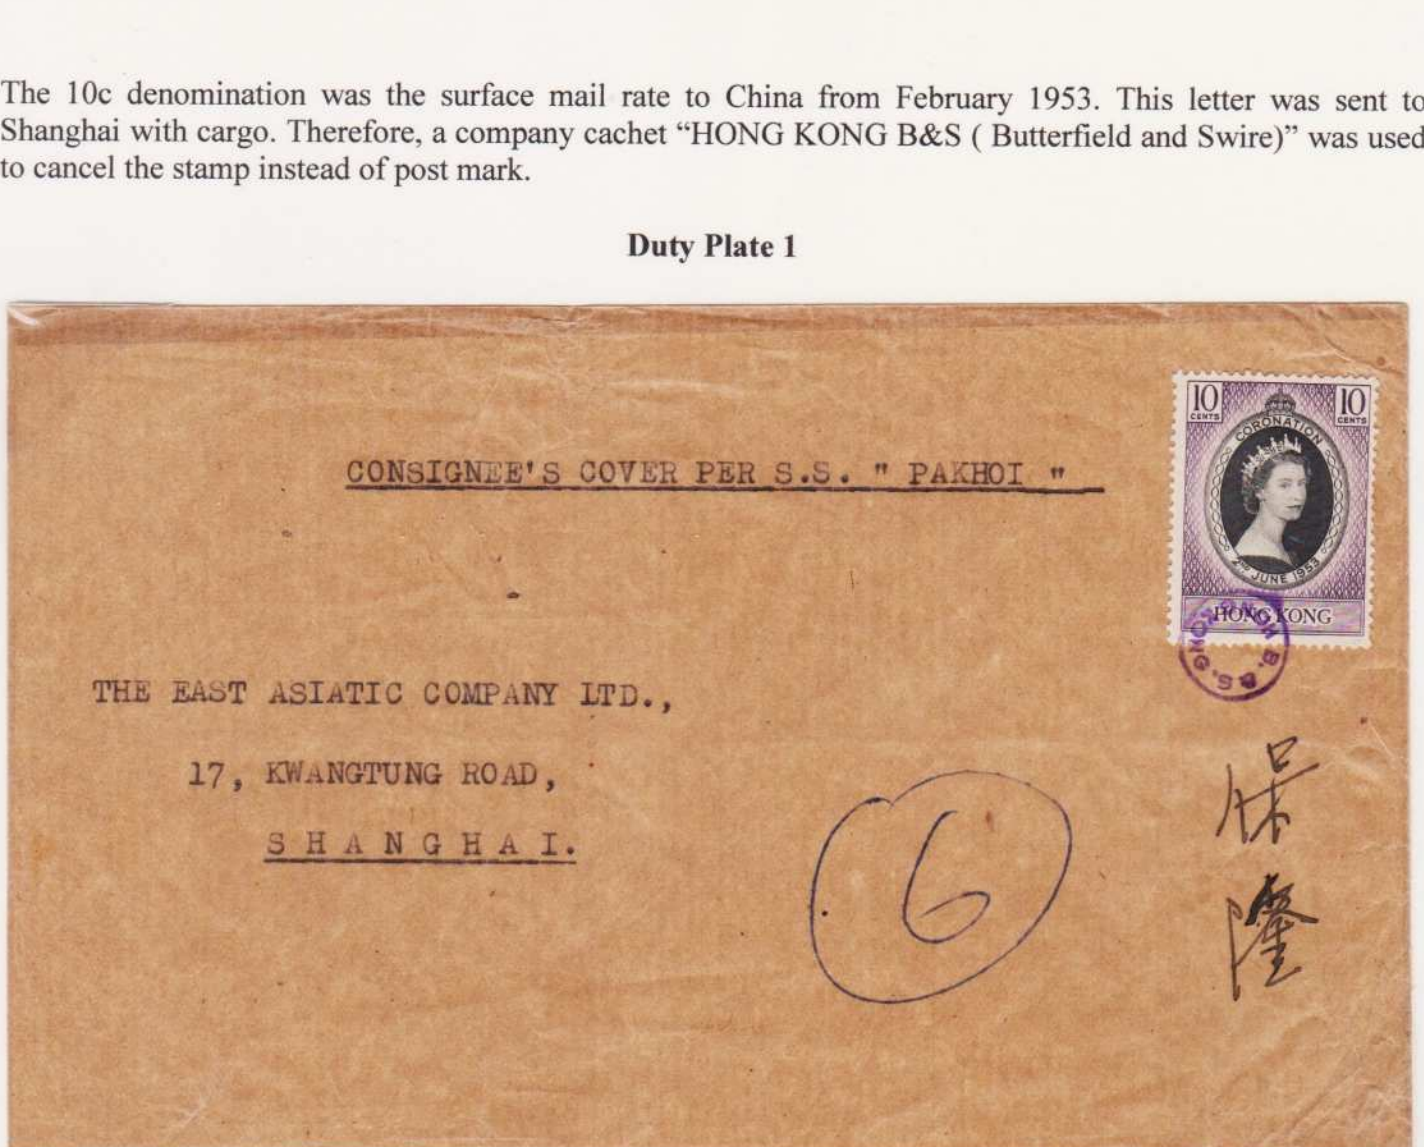 The 10c denomination was the surface mail rate to China from February 1953. This letter was sent to
Shanghai with cargo. Therefore, a company cachet “HONG KONG B&S ( Butterfield and Swire)” was used
to cancel the stamp instead of post mark.
Duty Plate 1
10 CENTS
10 CENTS
CORONATION
2ND JUNE 1953
HONG KONG
HONG KONG B. & S.
CONSIGNEE'S COVER PER S.S. " PAKHOI "
THE EAST ASIATIC COMPANY LTD.,
17, KWANGTUNG ROAD,
SHANGHAI.
6
保
隆